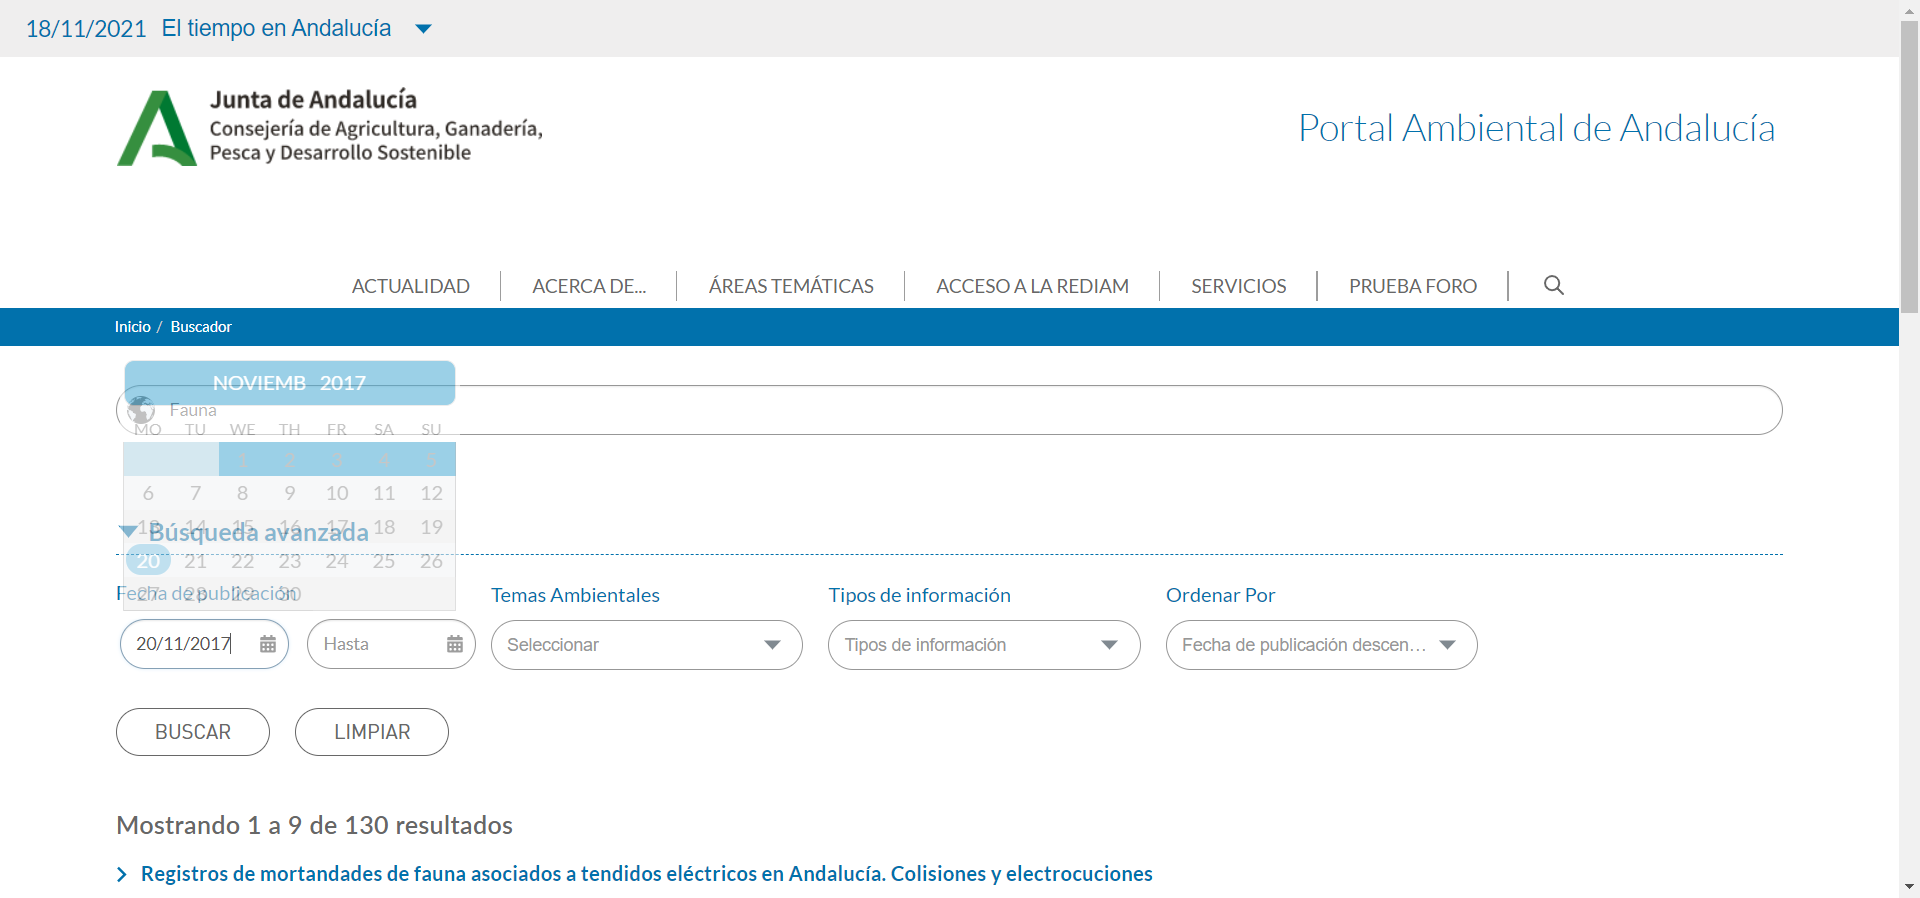 18/11/2021 El tiempo en Andalucía
Junta de Andalucía
Consejería de Agricultura, Ganadería,
Pesca y Desarrollo Sostenible
Portal Ambiental de Andalucía
ACTUALIDAD ACERCA DE... ÁREAS TEMÁTICAS ACCESO A LA REDIAM SERVICIOS PRUEBA FORO
Inicio / Buscador
NOVIEMB 2017
Fauna
MO TU WE TH FR SA SU
1 2 3 4 5
6 7 8 9 10 11 12
13 14 15 16 17 18 19
Búsqueda avanzada
20 21 22 23 24 25 26
27 28 29 30
Fecha de publicación Temas Ambientales Tipos de información Ordenar Por
20/11/2017 Hasta Seleccionar Tipos de información Fecha de publicación descen...
BUSCAR LIMPIAR
Mostrando 1 a 9 de 130 resultados
Registros de mortandades de fauna asociados a tendidos eléctricos en Andalucía. Colisiones y electrocuciones